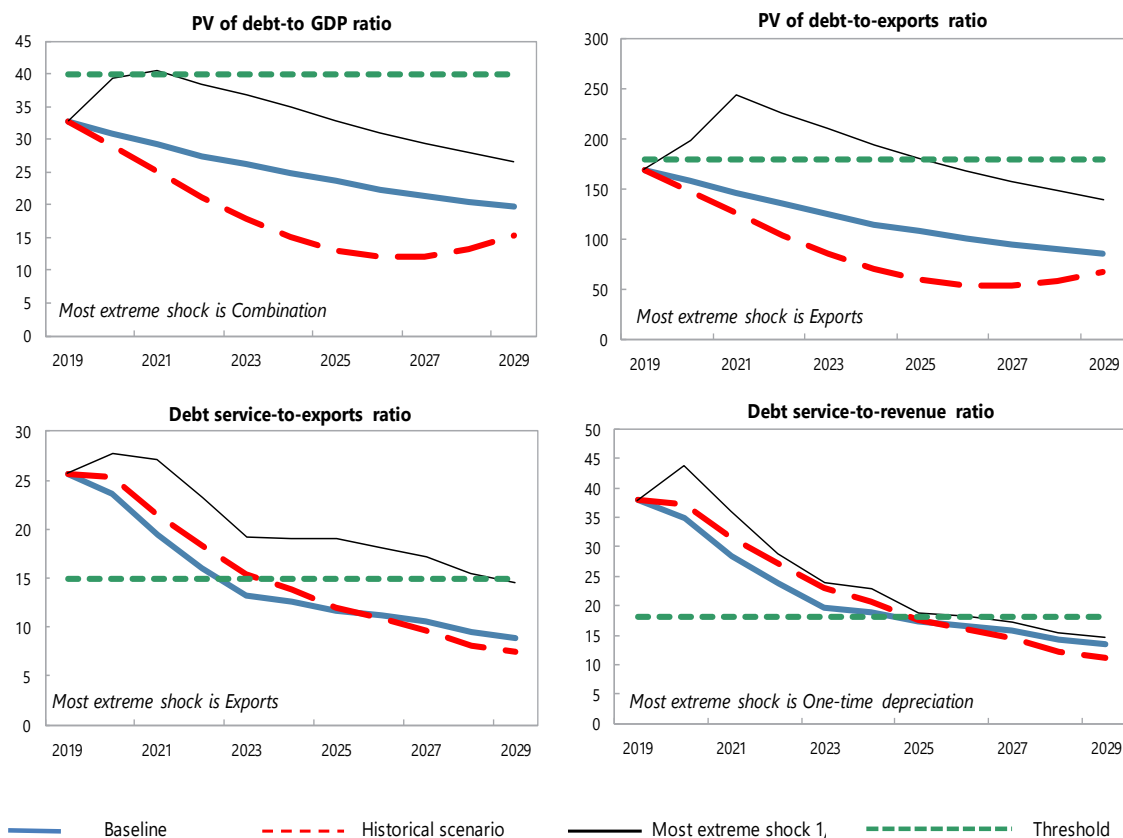 PV of debt-to GDP ratio
45
40
35
30
25
20
15
10
5
0
Most extreme shock is Combination
2019 2021 2023 2025 2027 2029
PV of debt-to-exports ratio
300
250
200
150
100
50
0
Most extreme shock is Exports
2019 2021 2023 2025 2027 2029
Debt service-to-exports ratio
30
25
20
15
10
5
0
Most extreme shock is Exports
2019 2021 2023 2025 2027 2029
Debt service-to-revenue ratio
50
45
40
35
30
25
20
15
10
5
0
Most extreme shock is One-time depreciation
2019 2021 2023 2025 2027 2029
Baseline Historical scenario Most extreme shock 1, Threshold